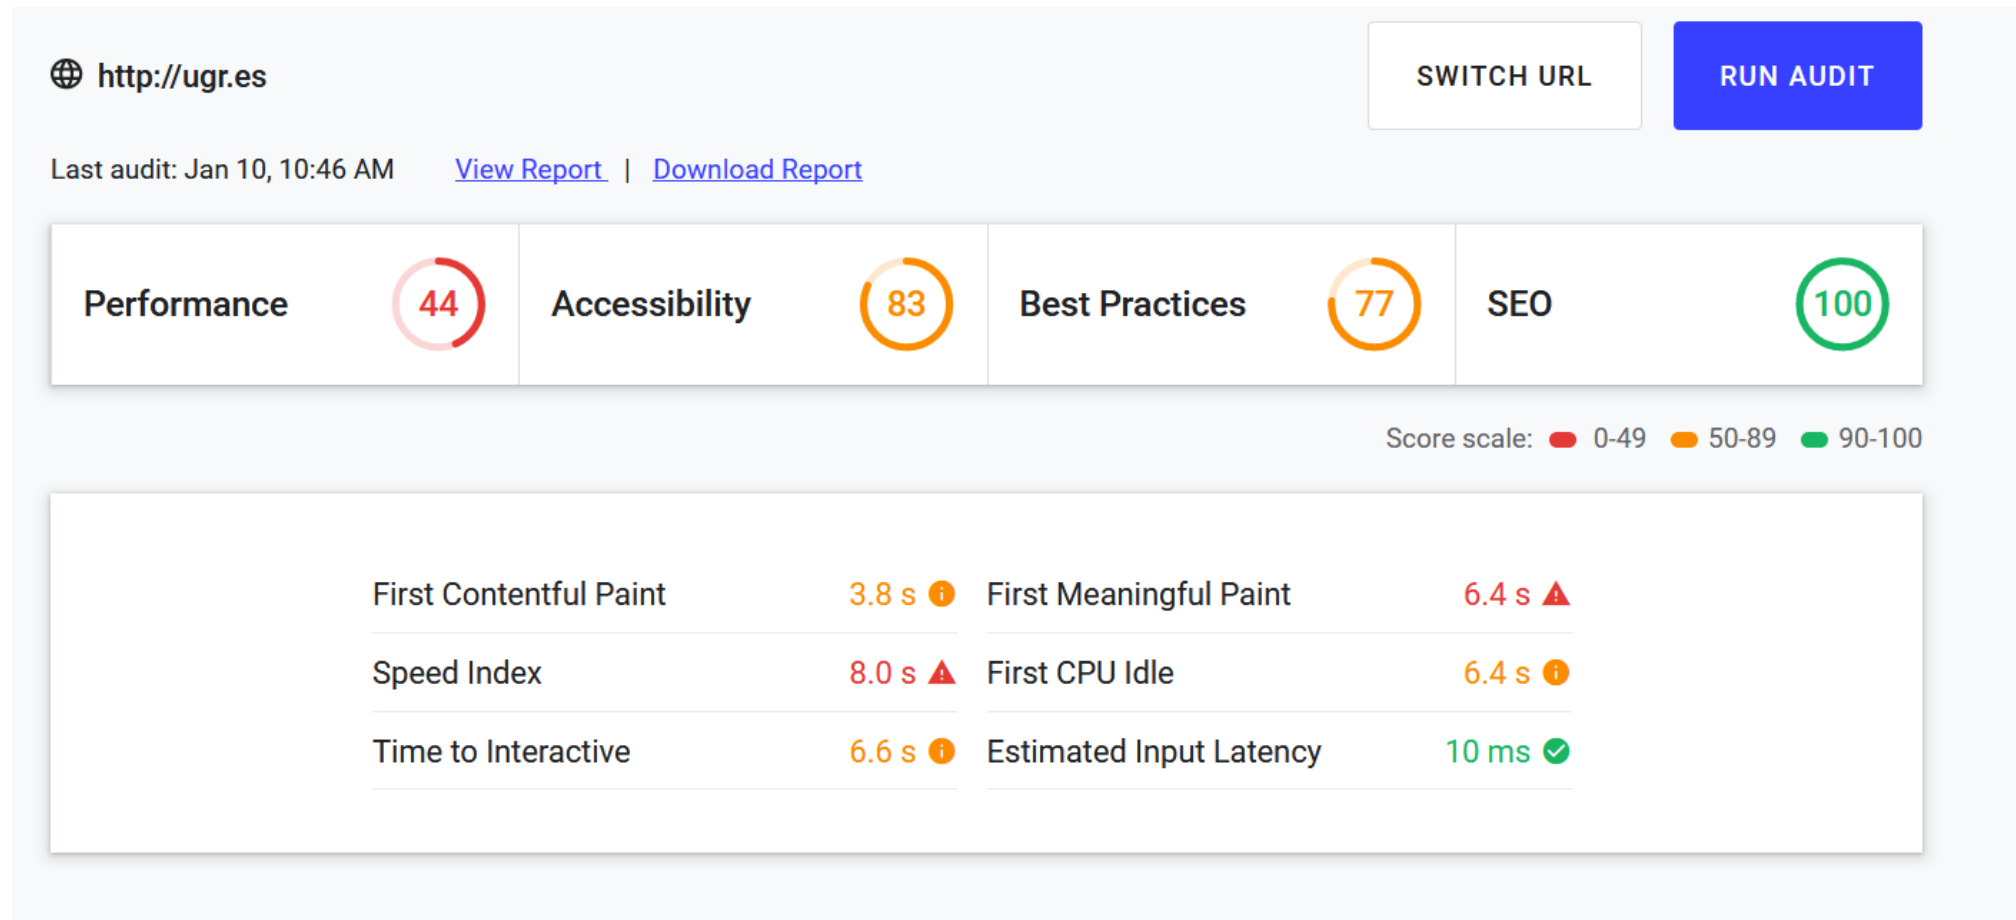 http://ugr.es
SWITCH URL
RUN AUDIT
Last audit: Jan 10, 10:46 AM View Report | Download Report
Performance 44
Accessibility 83
Best Practices 77
SEO 100
Score scale: 0-49 50-89 90-100
First Contentful Paint 3.8 s
First Meaningful Paint 6.4 s
Speed Index 8.0 s
First CPU Idle 6.4 s
Time to Interactive 6.6 s
Estimated Input Latency 10 ms